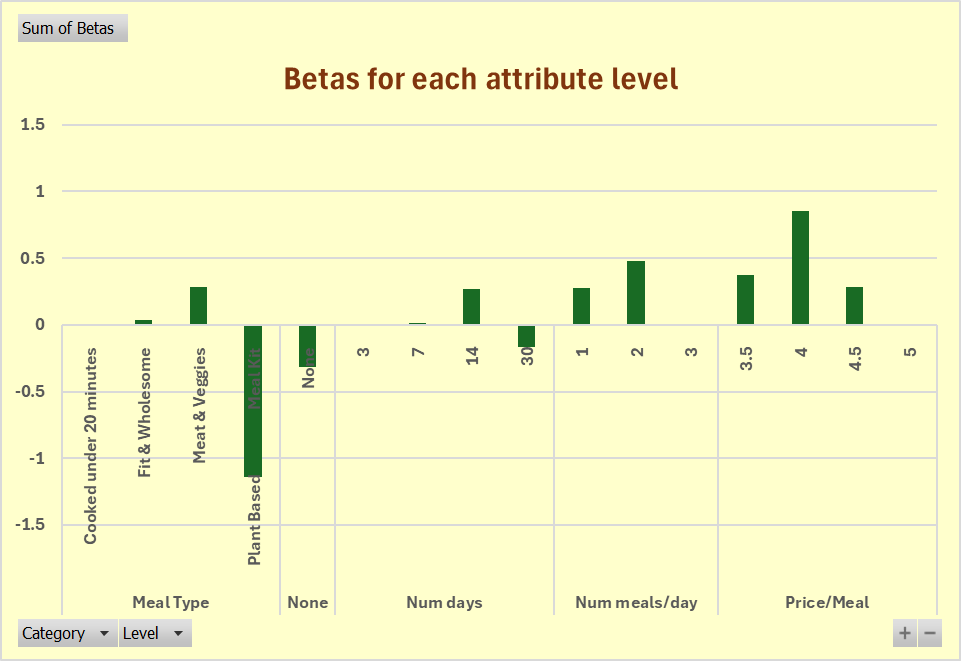 Sum of Betas
Betas for each attribute level
1.5
1
0.5
0
-0.5
-1
-1.5
Cooked under 20 minutes
Fit & Wholesome
Meat & Veggies
Plant Based Meal Kit
None
3
7
14
30
1
2
3
3.5
4
4.5
5
Meal Type
None
Num days
Num meals/day
Price/Meal
Category
Level
+
−